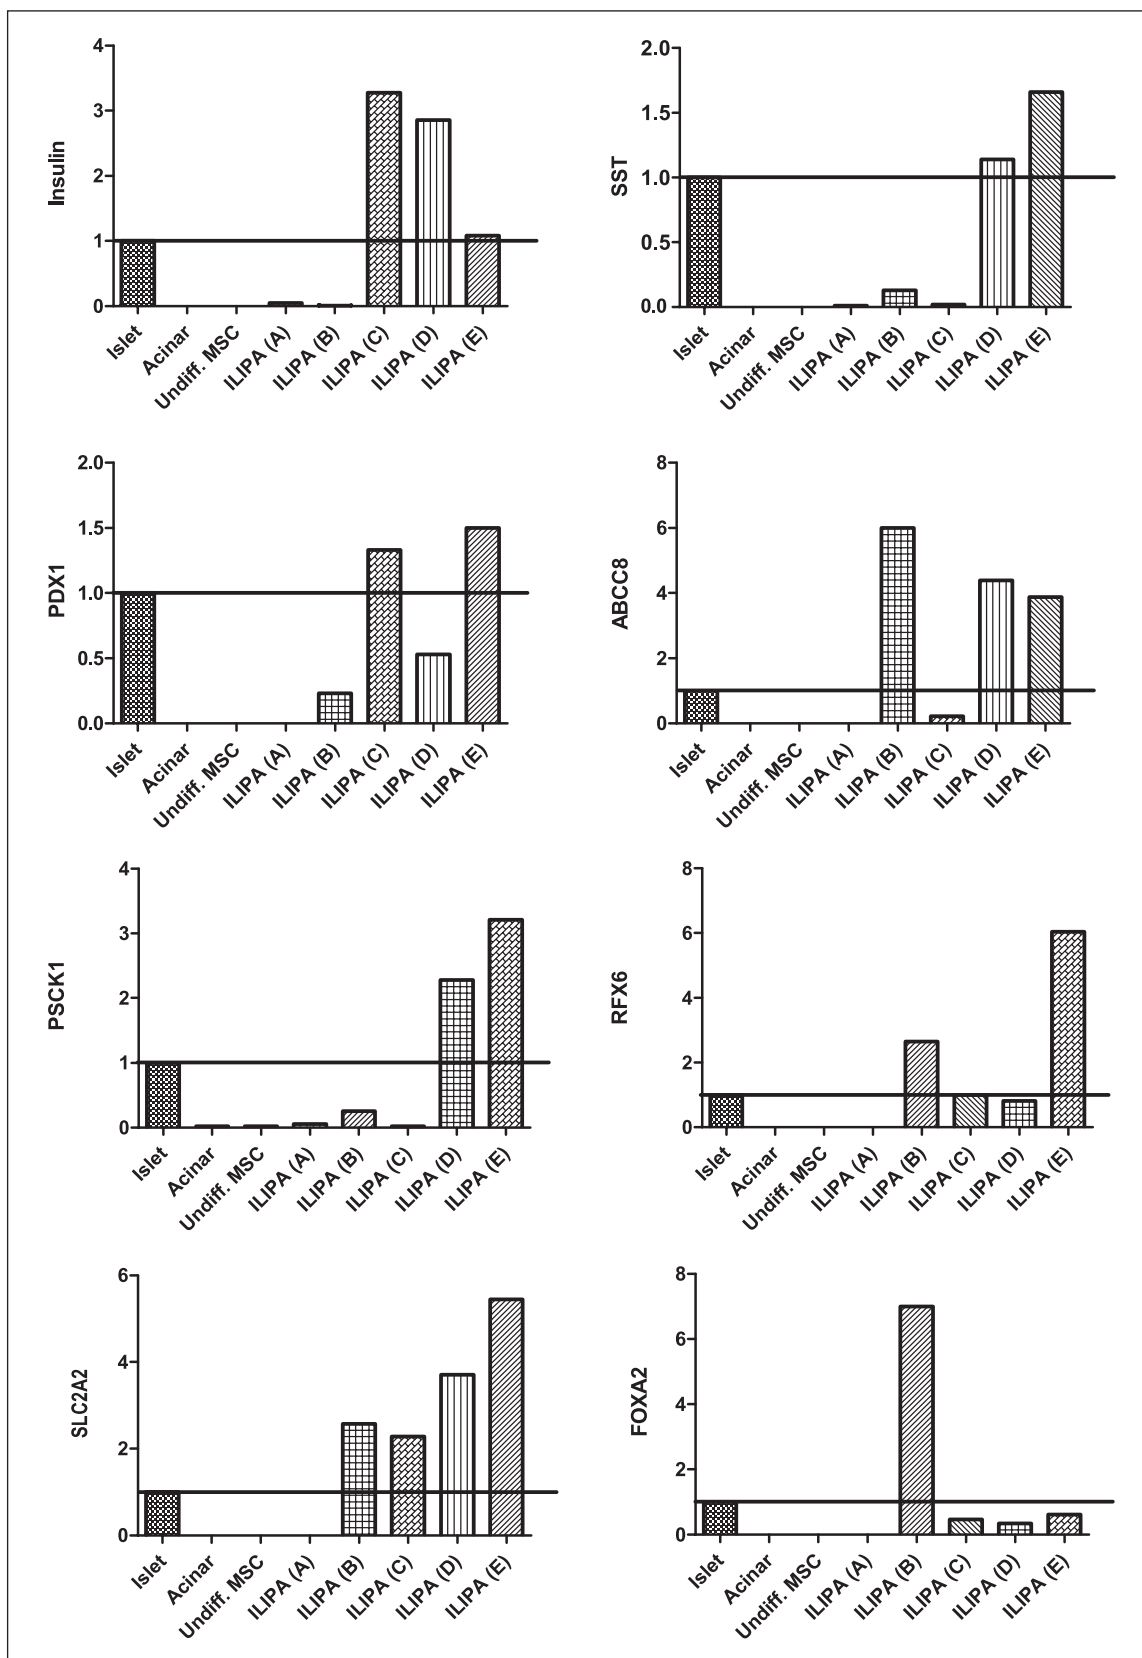 Insulin
4
3
2
1
0
Islet
Acinar
Undiff. MSC
ILIPA (A)
ILIPA (B)
ILIPA (C)
ILIPA (D)
ILIPA (E)
SST
2.0
1.5
1.0
0.5
0.0
Islet
Acinar
Undiff. MSC
ILIPA (A)
ILIPA (B)
ILIPA (C)
ILIPA (D)
ILIPA (E)
PDX1
2.0
1.5
1.0
0.5
0.0
Islet
Acinar
Undiff. MSC
ILIPA (A)
ILIPA (B)
ILIPA (C)
ILIPA (D)
ILIPA (E)
ABCC8
8
6
4
2
0
Islet
Acinar
Undiff. MSC
ILIPA (A)
ILIPA (B)
ILIPA (C)
ILIPA (D)
ILIPA (E)
PSCK1
4
3
2
1
0
Islet
Acinar
Undiff. MSC
ILIPA (A)
ILIPA (B)
ILIPA (C)
ILIPA (D)
ILIPA (E)
RFX6
8
6
4
2
0
Islet
Acinar
Undiff. MSC
ILIPA (A)
ILIPA (B)
ILIPA (C)
ILIPA (D)
ILIPA (E)
SLC2A2
6
4
2
0
Islet
Acinar
Undiff. MSC
ILIPA (A)
ILIPA (B)
ILIPA (C)
ILIPA (D)
ILIPA (E)
FOXA2
8
6
4
2
0
Islet
Acinar
Undiff. MSC
ILIPA (A)
ILIPA (B)
ILIPA (C)
ILIPA (D)
ILIPA (E)